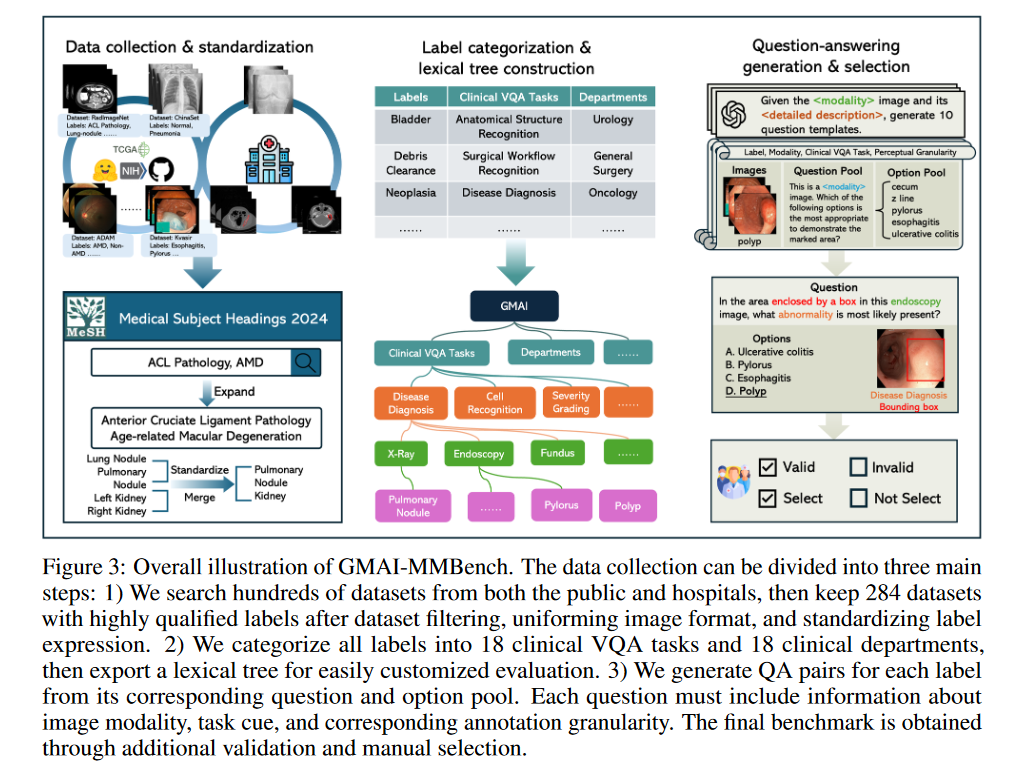 Data collection & standardization
Dataset: RadImageNet
Labels: ACL Pathology,
Lung-nodule ......
Dataset: ChinaSet
Labels: Normal,
Pneumonia
TCGA
NIH
......
Dataset: ADAM
Labels: AMD, Non-
AMD ......
Dataset: Kvasir
Labels: Esophagitis,
Pylorus ...
MeSH
Medical Subject Headings 2024
ACL Pathology, AMD
Expand
Anterior Cruciate Ligament Pathology
Age-related Macular Degeneration
Lung Nodule
Pulmonary
Nodule
Left Kidney
Right Kidney
Standardize
Merge
Pulmonary
Nodule
Kidney
Label categorization &
lexical tree construction
Labels Clinical VQA Tasks Departments
Bladder Anatomical Structure Recognition Urology
Debris Clearance Surgical Workflow Recognition General Surgery
Neoplasia Disease Diagnosis Oncology
...... ...... ......
GMAI
Clinical VQA Tasks Departments ......
Disease Diagnosis Cell Recognition Severity Grading ......
X-Ray Endoscopy Fundus ......
Pulmonary Nodule ...... Pylorus Polyp
Question-answering
generation & selection
Given the <modality> image and its
<detailed description>, generate 10
question templates.
Label, Modality, Clinical VQA Task, Perceptual Granularity
Images
polyp
Question Pool
This is a <modality>
image. Which of the
following options is
the most appropriate
to demonstrate the
marked area?
Option Pool
cecum
z line
pylorus
esophagitis
ulcerative colitis
Question
In the area enclosed by a box in this endoscopy
image, what abnormality is most likely present?
Options
A. Ulcerative colitis
B. Pylorus
C. Esophagitis
D. Polyp
Disease Diagnosis
Bounding box
Valid Invalid
Select Not Select
Figure 3: Overall illustration of GMAI-MMBench. The data collection can be divided into three main
steps: 1) We search hundreds of datasets from both the public and hospitals, then keep 284 datasets
with highly qualified labels after dataset filtering, uniforming image format, and standardizing label
expression. 2) We categorize all labels into 18 clinical VQA tasks and 18 clinical departments,
then export a lexical tree for easily customized evaluation. 3) We generate QA pairs for each label
from its corresponding question and option pool. Each question must include information about
image modality, task cue, and corresponding annotation granularity. The final benchmark is obtained
through additional validation and manual selection.